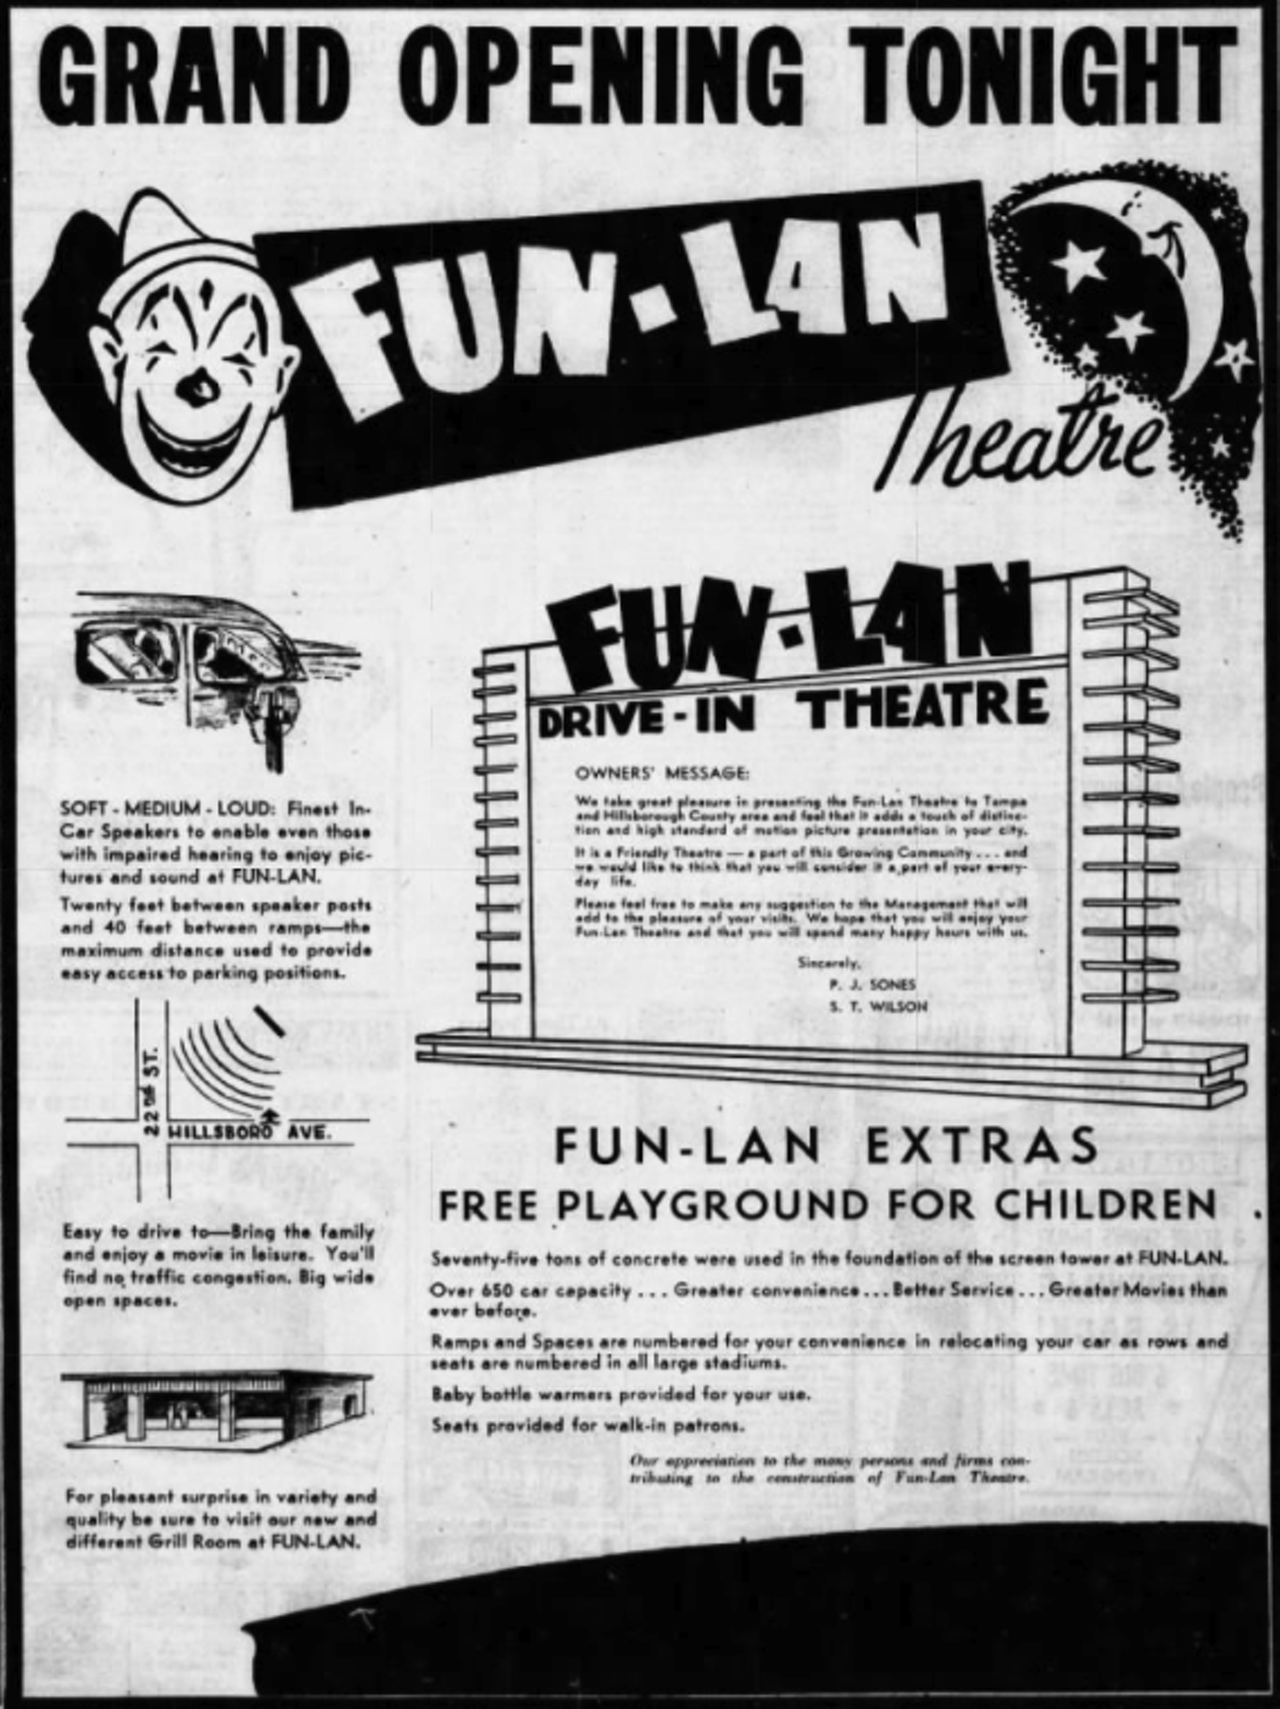 GRAND OPENING TONIGHT
FUN-LAN
Theatre
FUN-LAN
DRIVE-IN THEATRE
OWNERS' MESSAGE:
We take great pleasure in presenting the Fun-Lan Theatre to Tampa
and Hillsborough County area and feel that it adds a touch of distinc-
tion and high standard of motion picture presentation in your city.
It is a Friendly Theatre — a part of this Growing Community . . . and
we would like to think that you will consider it a part of your every-
day life.
Please feel free to make any suggestion to the Management that will
add to the pleasure of your visits. We hope that you will enjoy your
Fun-Lan Theatre and that you will spend many happy hours with us.
Sincerely,
P. J. SONES
S. T. WILSON
SOFT - MEDIUM - LOUD: Finest In-
Car Speakers to enable even those
with impaired hearing to enjoy pic-
tures and sound at FUN-LAN.
Twenty feet between speaker posts
and 40 feet between ramps—the
maximum distance used to provide
easy access to parking positions.
22nd ST.
HILLSBORO AVE.
Easy to drive to—Bring the family
and enjoy a movie in leisure. You'll
find no traffic congestion. Big wide
open spaces.
For pleasant surprise in variety and
quality be sure to visit our new and
different Grill Room at FUN-LAN.
FUN-LAN EXTRAS
FREE PLAYGROUND FOR CHILDREN
Seventy-five tons of concrete were used in the foundation of the screen tower at FUN-LAN.
Over 650 car capacity . . . Greater convenience . . . Better Service . . . Greater Movies than
ever before.
Ramps and Spaces are numbered for your convenience in relocating your car as rows and
seats are numbered in all large stadiums.
Baby bottle warmers provided for your use.
Seats provided for walk-in patrons.
Our appreciation to the many persons and firms con-
tributing to the construction of Fun-Lan Theatre.